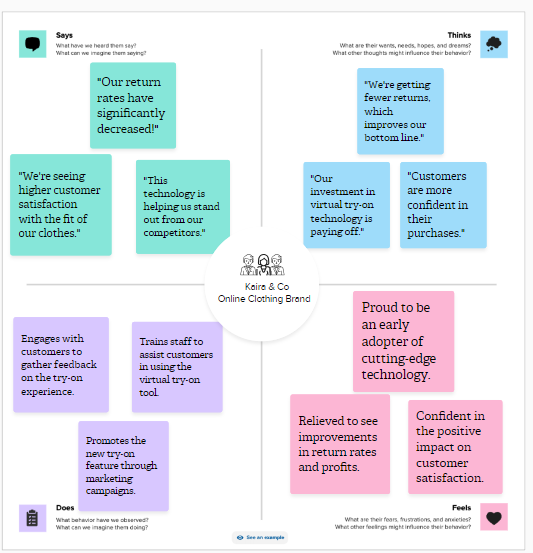 Says
What have we heard them say?
What can we imagine them saying?
"Our return
rates have
significantly
decreased!"
"We're seeing
higher customer
satisfaction
with the fit of
our clothes."
"This
technology is
helping us stand
out from our
competitors."
Thinks
What are their wants, needs, hopes, and dreams?
What other thoughts might influence their behavior?
"We're getting
fewer returns,
which
improves our
bottom line."
"Our
investment in
virtual try-on
technology is
paying off."
"Customers
are more
confident in
their
purchases."
Kaira & Co
Online Clothing Brand
Engages with
customers to
gather feedback
on the try-on
experience.
Trains staff to
assist customers
in using the
virtual try-on
tool.
Promotes the
new try-on
feature through
marketing
campaigns.
Does
What behavior have we observed?
What can we imagine them doing?
Proud to be
an early
adopter of
cutting-edge
technology.
Relieved to see
improvements
in return rates
and profits.
Confident in
the positive
impact on
customer
satisfaction.
Feels
What are their fears, frustrations, and anxieties?
What other feelings might influence their behavior?
See an example